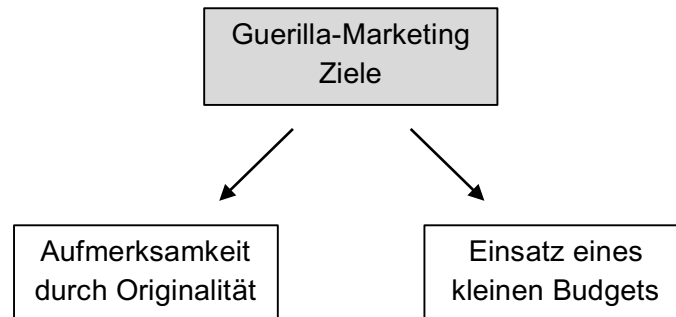 Guerilla-Marketing
Ziele
Aufmerksamkeit
durch Originalität
Einsatz eines
kleinen Budgets